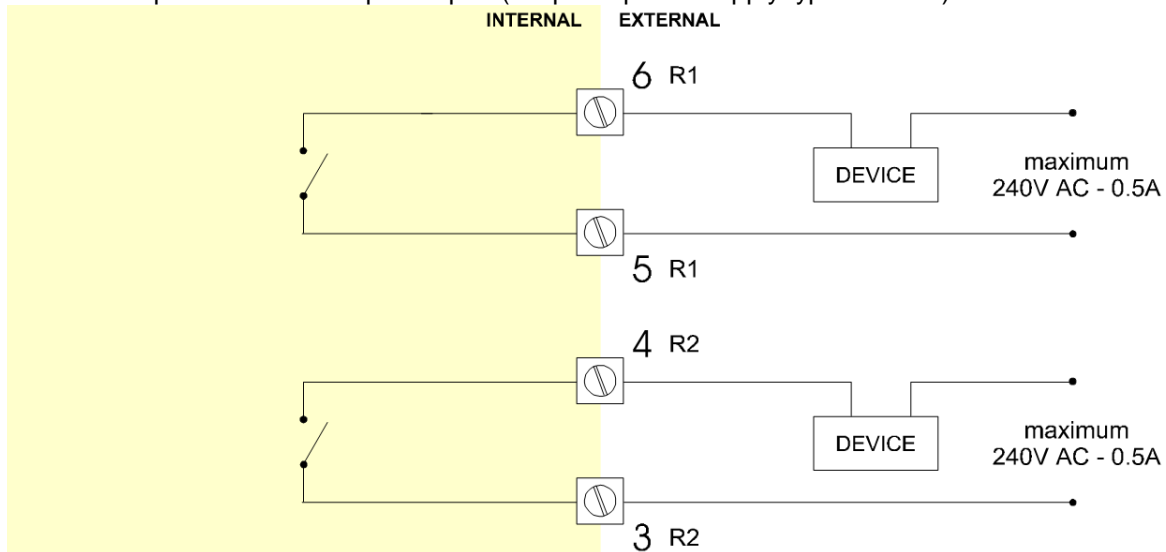 INTERNAL EXTERNAL
6 R1
DEVICE
maximum
240V AC - 0.5A
5 R1
4 R2
DEVICE
maximum
240V AC - 0.5A
3 R2